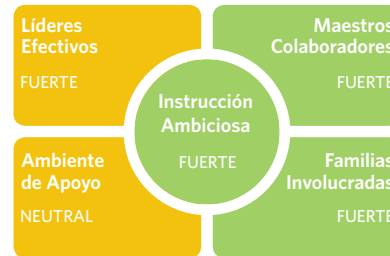 Líderes
Efectivos
FUERTE
Maestros
Colaboradores
FUERTE
Instrucción
Ambiciosa
FUERTE
Ambiente
de Apoyo
NEUTRAL
Familias
Involucradas
FUERTE